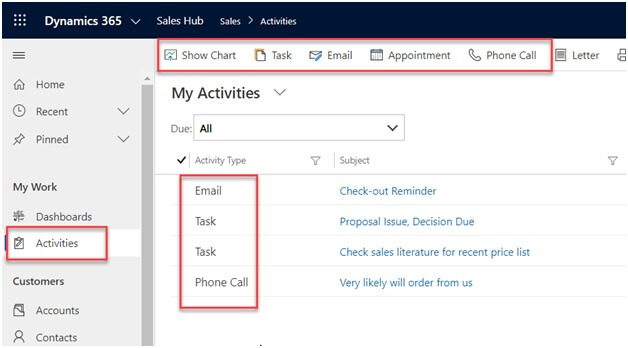 Dynamics 365 Sales Hub Sales > Activities
Show Chart Task Email Appointment Phone Call Letter
Home
Recent
Pinned
My Work
Dashboards
Activities
Customers
Accounts
Contacts
My Activities
Due: All
Activity Type Subject
Email Check-out Reminder
Task Proposal Issue, Decision Due
Task Check sales literature for recent price list
Phone Call Very likely will order from us